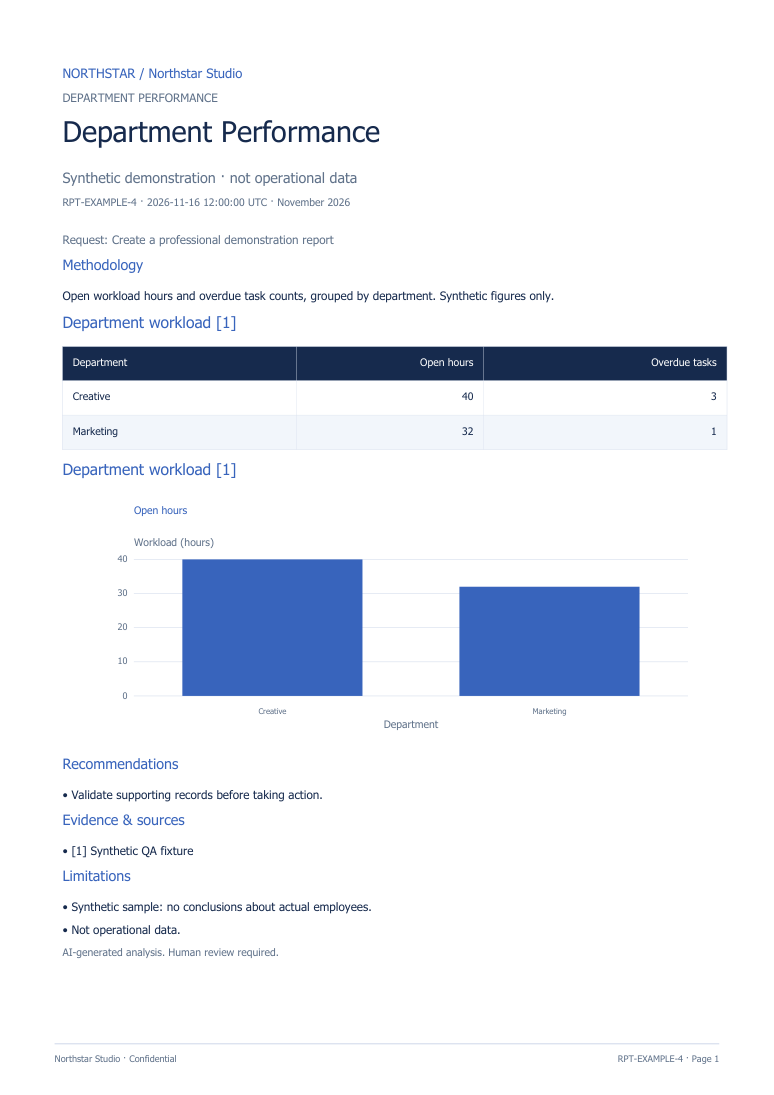 NORTHSTAR / Northstar Studio
DEPARTMENT PERFORMANCE
Department Performance
Synthetic demonstration · not operational data
RPT-EXAMPLE-4 · 2026-11-16 12:00:00 UTC · November 2026
Request: Create a professional demonstration report
Methodology
Open workload hours and overdue task counts, grouped by department. Synthetic figures only.
Department workload [1]
Department Open hours Overdue tasks
Creative 40 3
Marketing 32 1
Department workload [1]
Open hours
Workload (hours)
40
30
20
10
0
Creative Marketing
Department
Recommendations
• Validate supporting records before taking action.
Evidence & sources
• [1] Synthetic QA fixture
Limitations
• Synthetic sample: no conclusions about actual employees.
• Not operational data.
AI-generated analysis. Human review required.
Northstar Studio · Confidential RPT-EXAMPLE-4 · Page 1